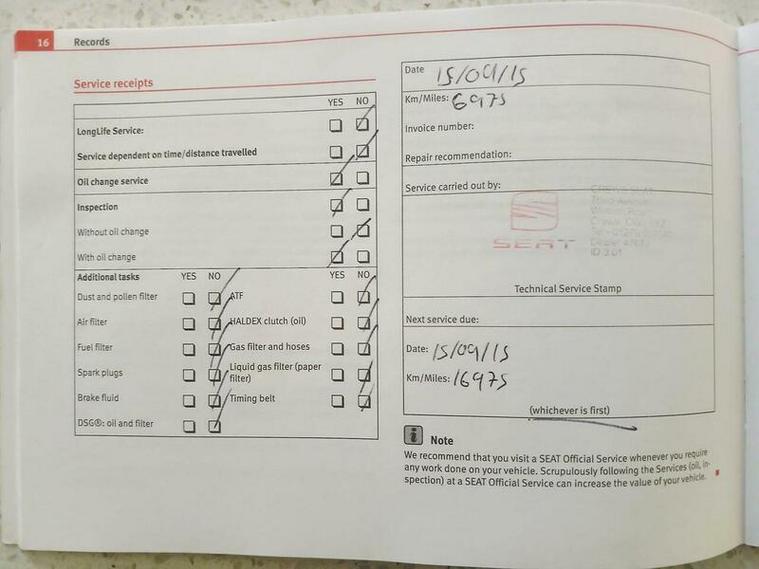 16 Records
Service receipts
YES NO
LongLife Service:
Service dependent on time/distance travelled
Oil change service
Inspection
Without oil change
With oil change
Additional tasks YES NO YES NO
Dust and pollen filter ATF
Air filter HALDEX clutch (oil)
Fuel filter Gas filter and hoses
Spark plugs Liquid gas filter (paper
filter)
Brake fluid Timing belt
DSG®: oil and filter
Date 15/09/15
Km/Miles: 6975
Invoice number:
Repair recommendation:
Service carried out by:
SEAT
Technical Service Stamp
Next service due:
Date: 15/09/15
Km/Miles: 16975
(whichever is first)
i Note
We recommend that you visit a SEAT Official Service whenever you require
any work done on your vehicle. Scrupulously following the Services (oil, in-
spection) at a SEAT Official Service can increase the value of your vehicle.